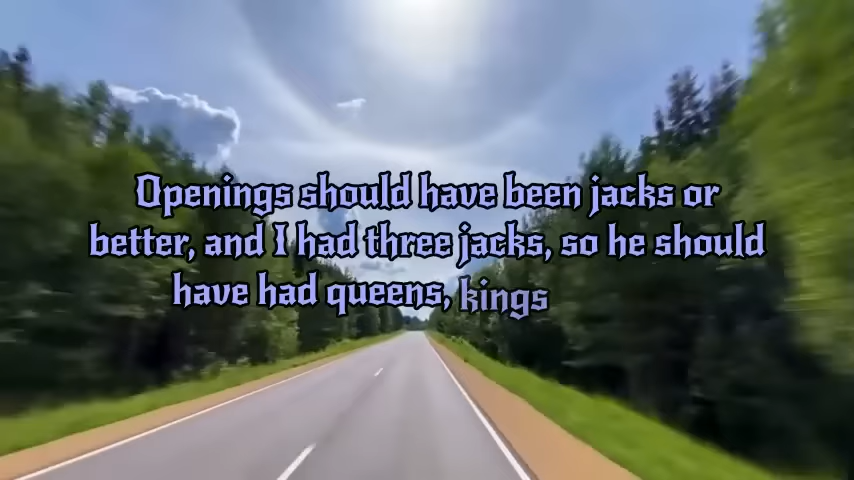 Openings should have been jacks or
better, and I had three jacks, so he should
have had queens, kings